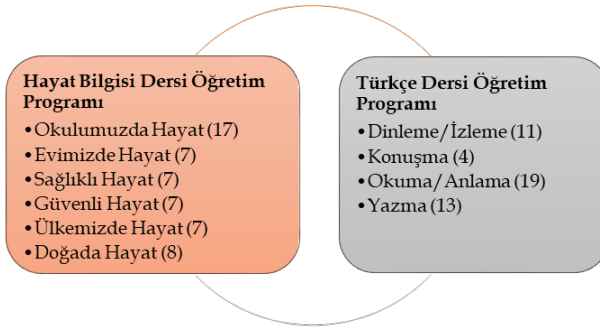 Hayat Bilgisi Dersi Öğretim
Programı
•Okulumuzda Hayat (17)
•Evimizde Hayat (7)
•Sağlıklı Hayat (7)
•Güvenli Hayat (7)
•Ülkemizde Hayat (7)
•Doğada Hayat (8)
Türkçe Dersi Öğretim
Programı
•Dinleme/İzleme (11)
•Konuşma (4)
•Okuma/Anlama (19)
•Yazma (13)